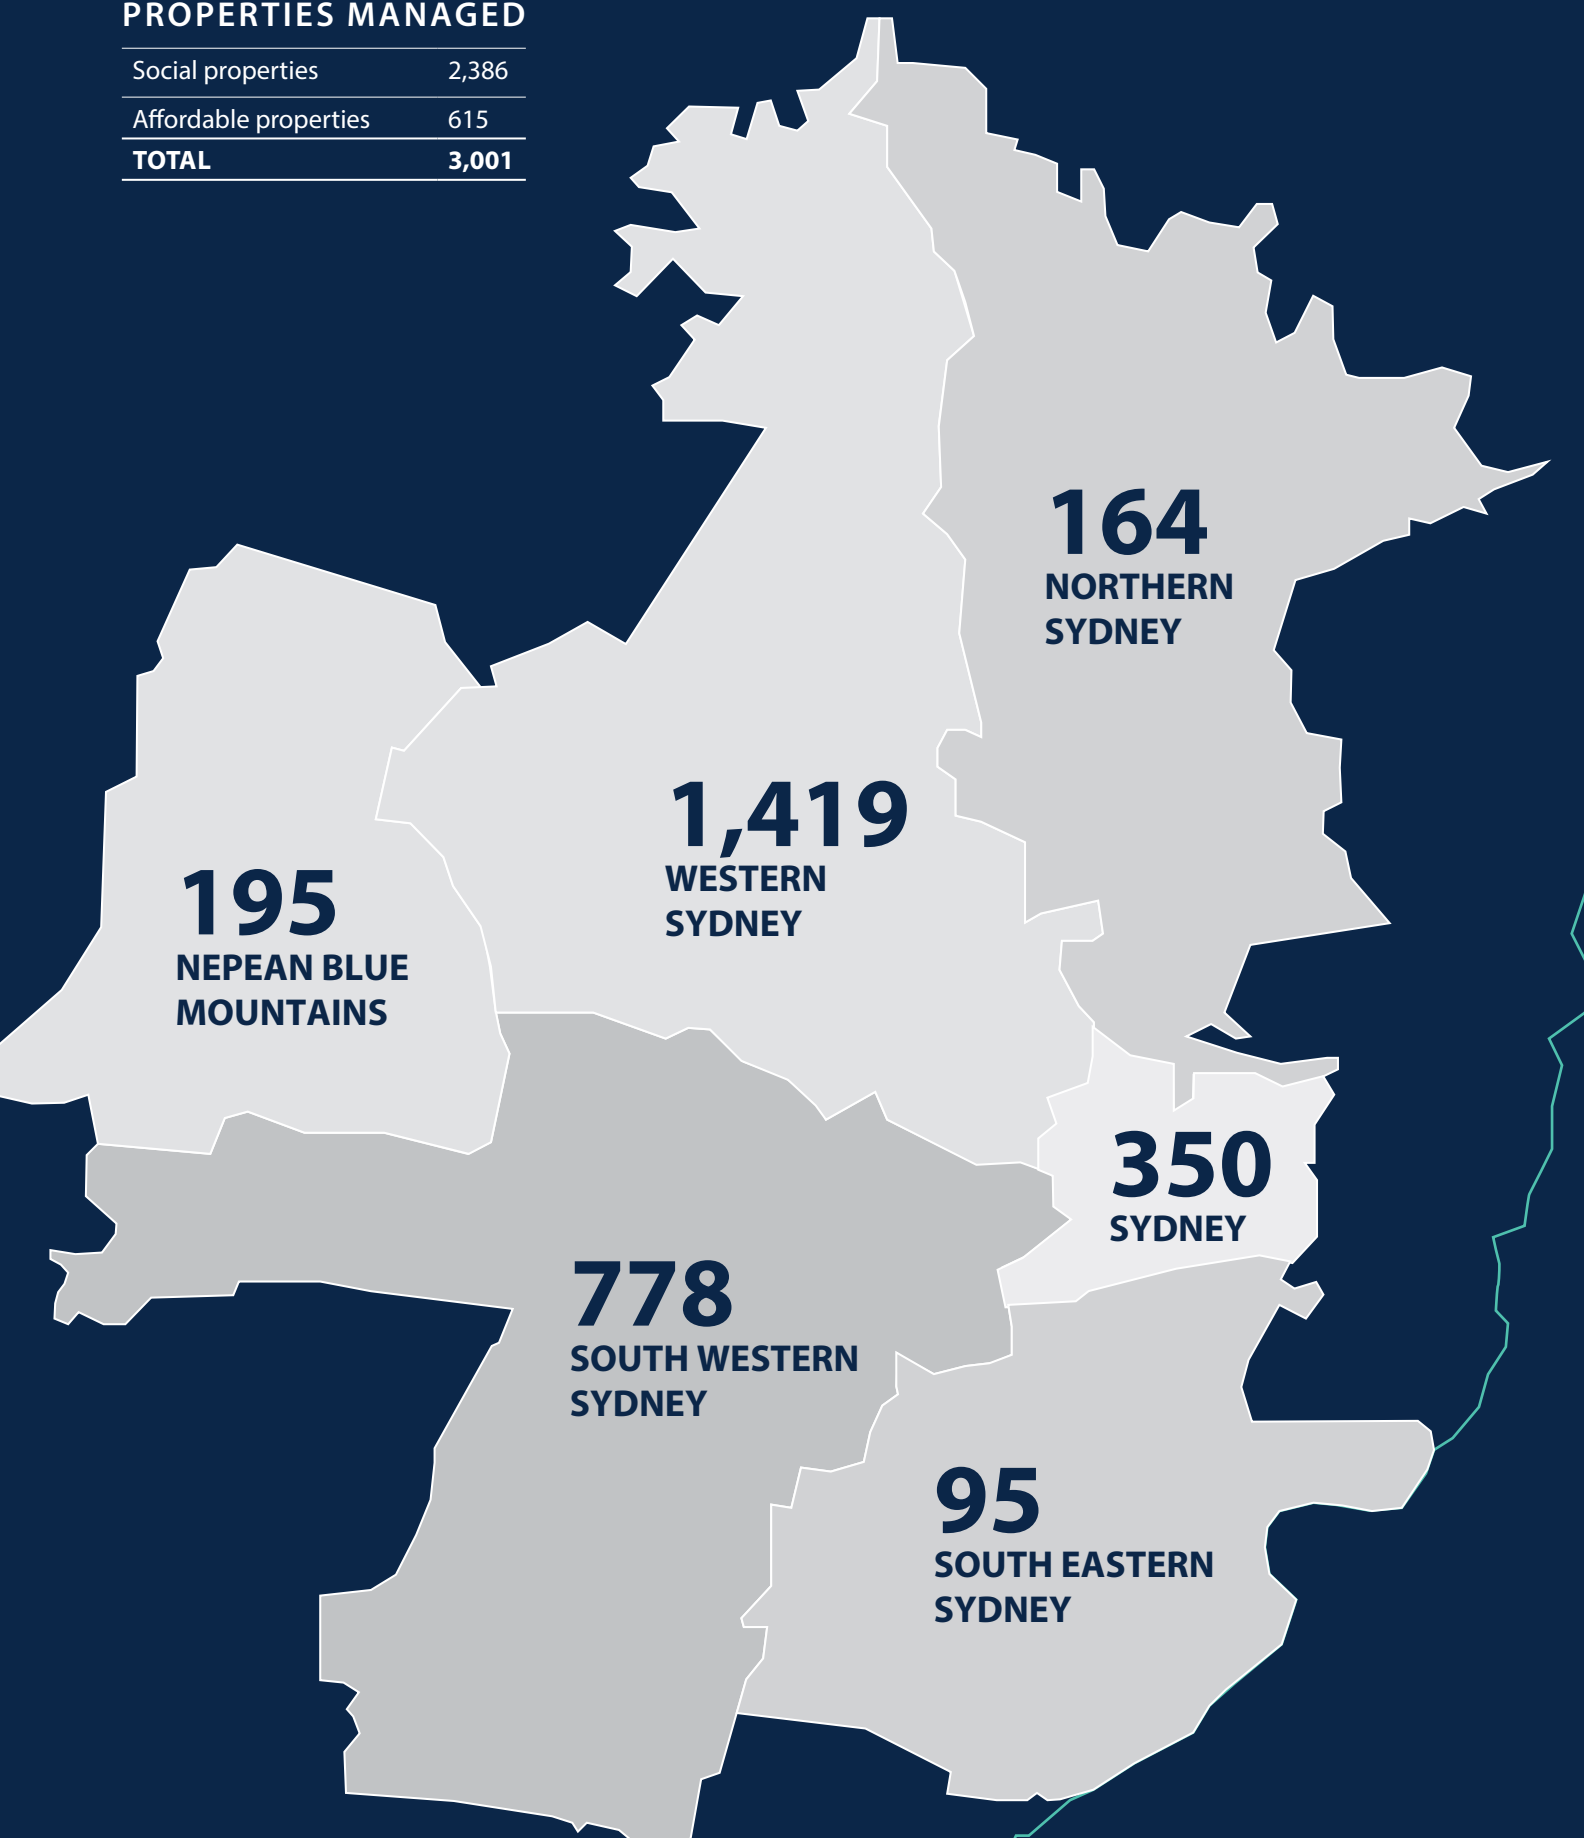 PROPERTIES MANAGED
Social properties 2,386
Affordable properties 615
TOTAL 3,001
164
NORTHERN
SYDNEY
1,419
WESTERN
SYDNEY
195
NEPEAN BLUE
MOUNTAINS
350
SYDNEY
778
SOUTH WESTERN
SYDNEY
95
SOUTH EASTERN
SYDNEY